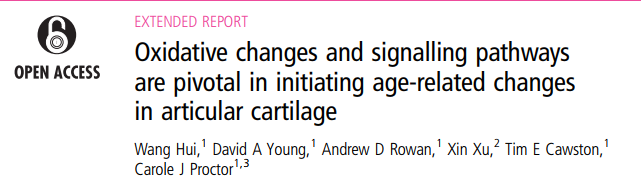 EXTENDED REPORT
OPEN ACCESS
Oxidative changes and signalling pathways
are pivotal in initiating age-related changes
in articular cartilage
Wang Hui,1 David A Young,1 Andrew D Rowan,1 Xin Xu,2 Tim E Cawston,1
Carole J Proctor1,3